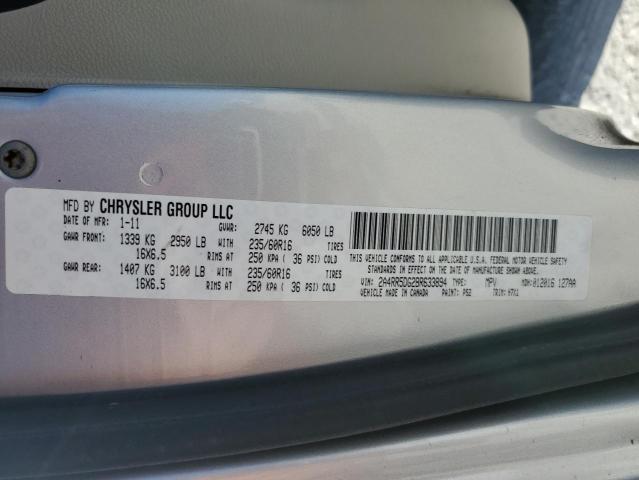 MFD BY CHRYSLER GROUP LLC
DATE OF MFR: 1-11 GVWR: 2745 KG 6050 LB
GAWR FRONT: 1339 KG 2950 LB WITH 235/60R16 TIRES
16X6.5 RIMS AT 250 KPA ( 36 PSI) COLD
GAWR REAR: 1407 KG 3100 LB WITH 235/60R16 TIRES
16X6.5 RIMS AT 250 KPA ( 36 PSI) COLD
THIS VEHICLE CONFORMS TO ALL APPLICABLE U.S.A. FEDERAL MOTOR VEHICLE SAFETY
STANDARDS IN EFFECT ON THE DATE OF MANUFACTURE SHOWN ABOVE.
VIN: 2A4RR5DG2BR633894 TYPE: MPV MDH: 012016 127AA
VEHICLE MADE IN CANADA PAINT: PS2 TRIM: